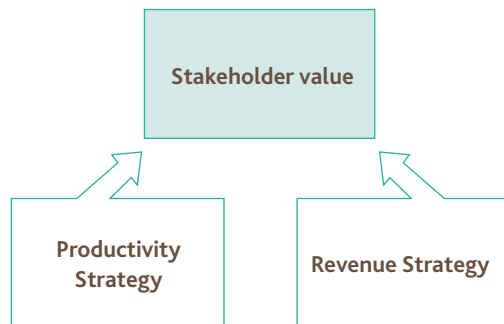 Stakeholder value
Productivity
Strategy
Revenue Strategy